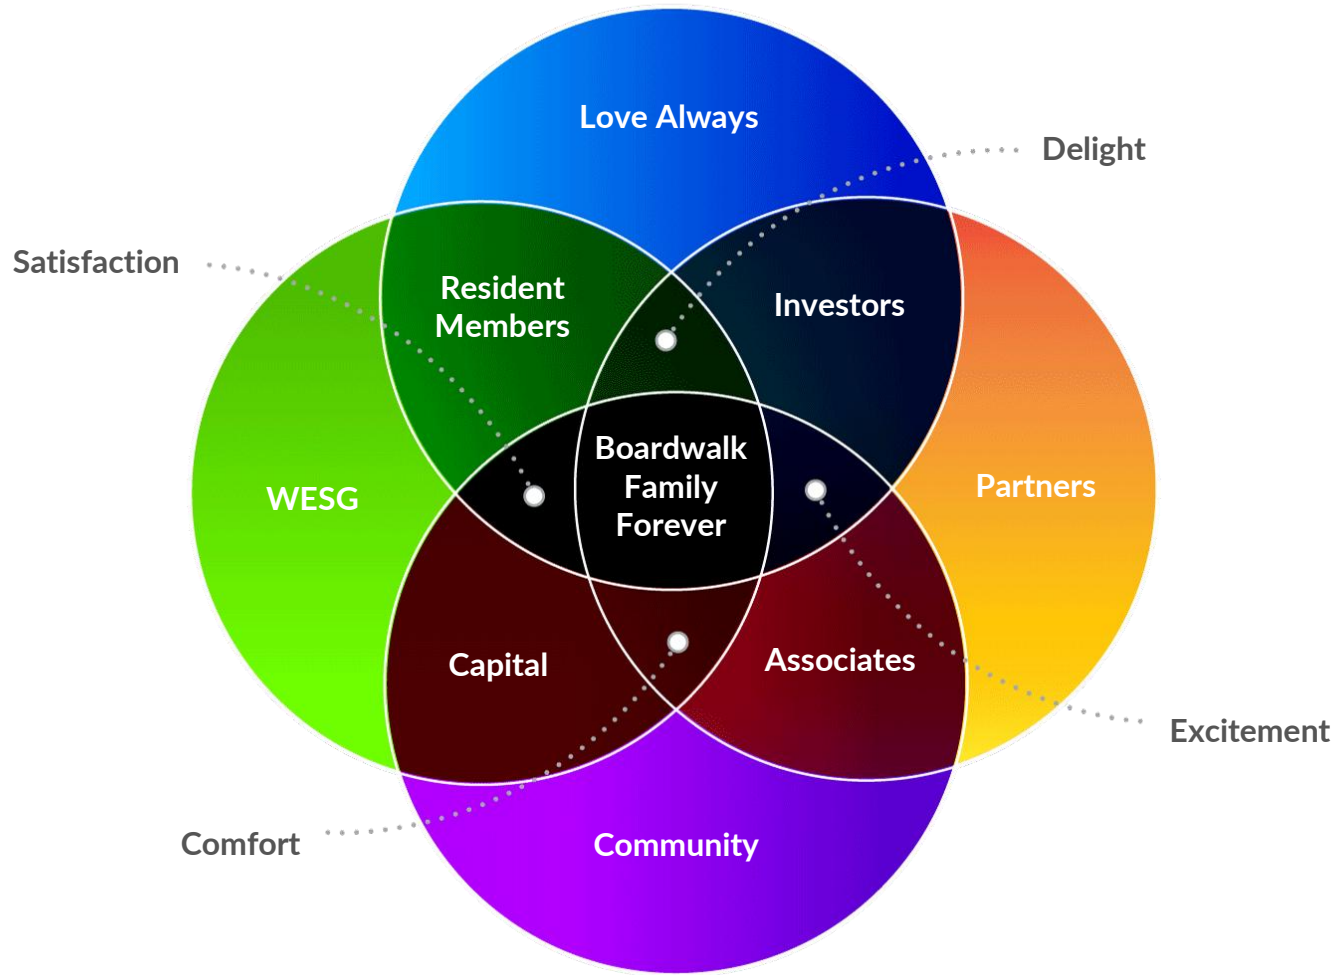 Love Always
Delight
Satisfaction
Resident
Members
Investors
Boardwalk
Family
Forever
WESG
Partners
Capital
Associates
Excitement
Comfort
Community